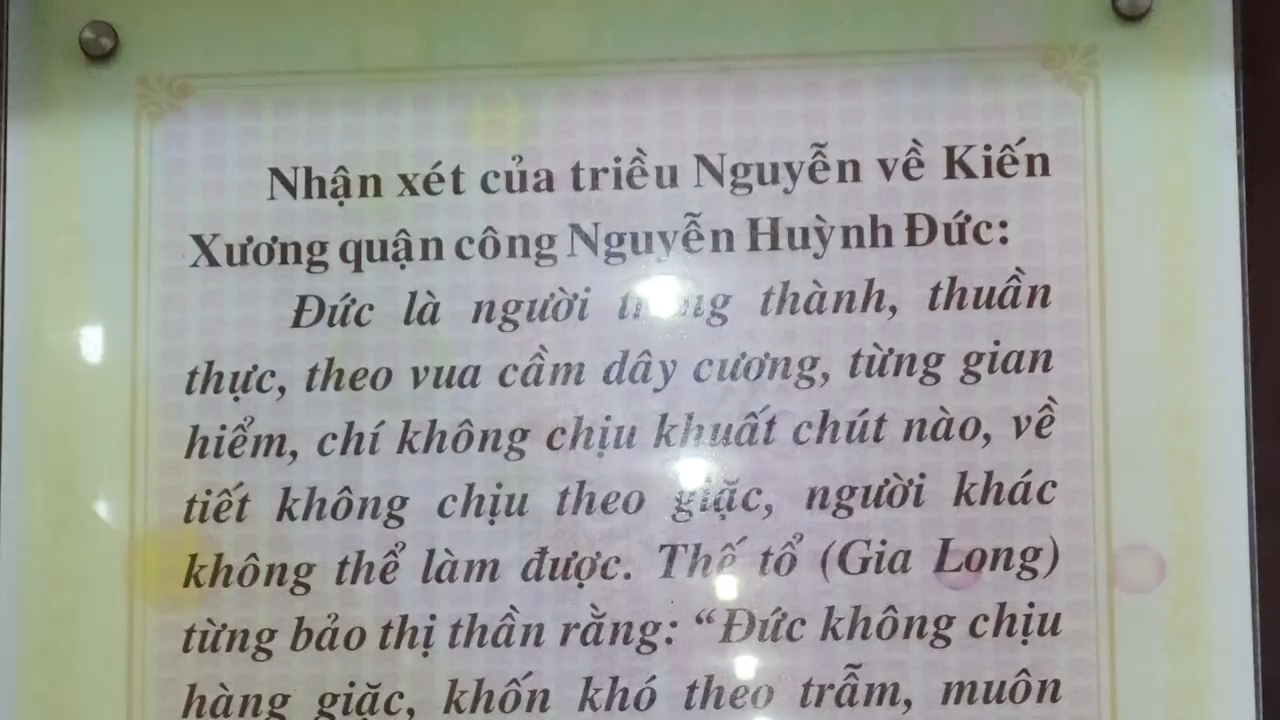 Nhận xét của triều Nguyễn về Kiến
Xương quận công Nguyễn Huỳnh Đức:
Đức là người trung thành, thuần
thực, theo vua cầm dây cương, từng gian
hiểm, chí không chịu khuất chút nào, về
tiết không chịu theo giặc, người khác
không thể làm được. Thế tổ (Gia Long)
từng bảo thị thần rằng: “Đức không chịu
hàng giặc, khốn khó theo trẫm, muôn